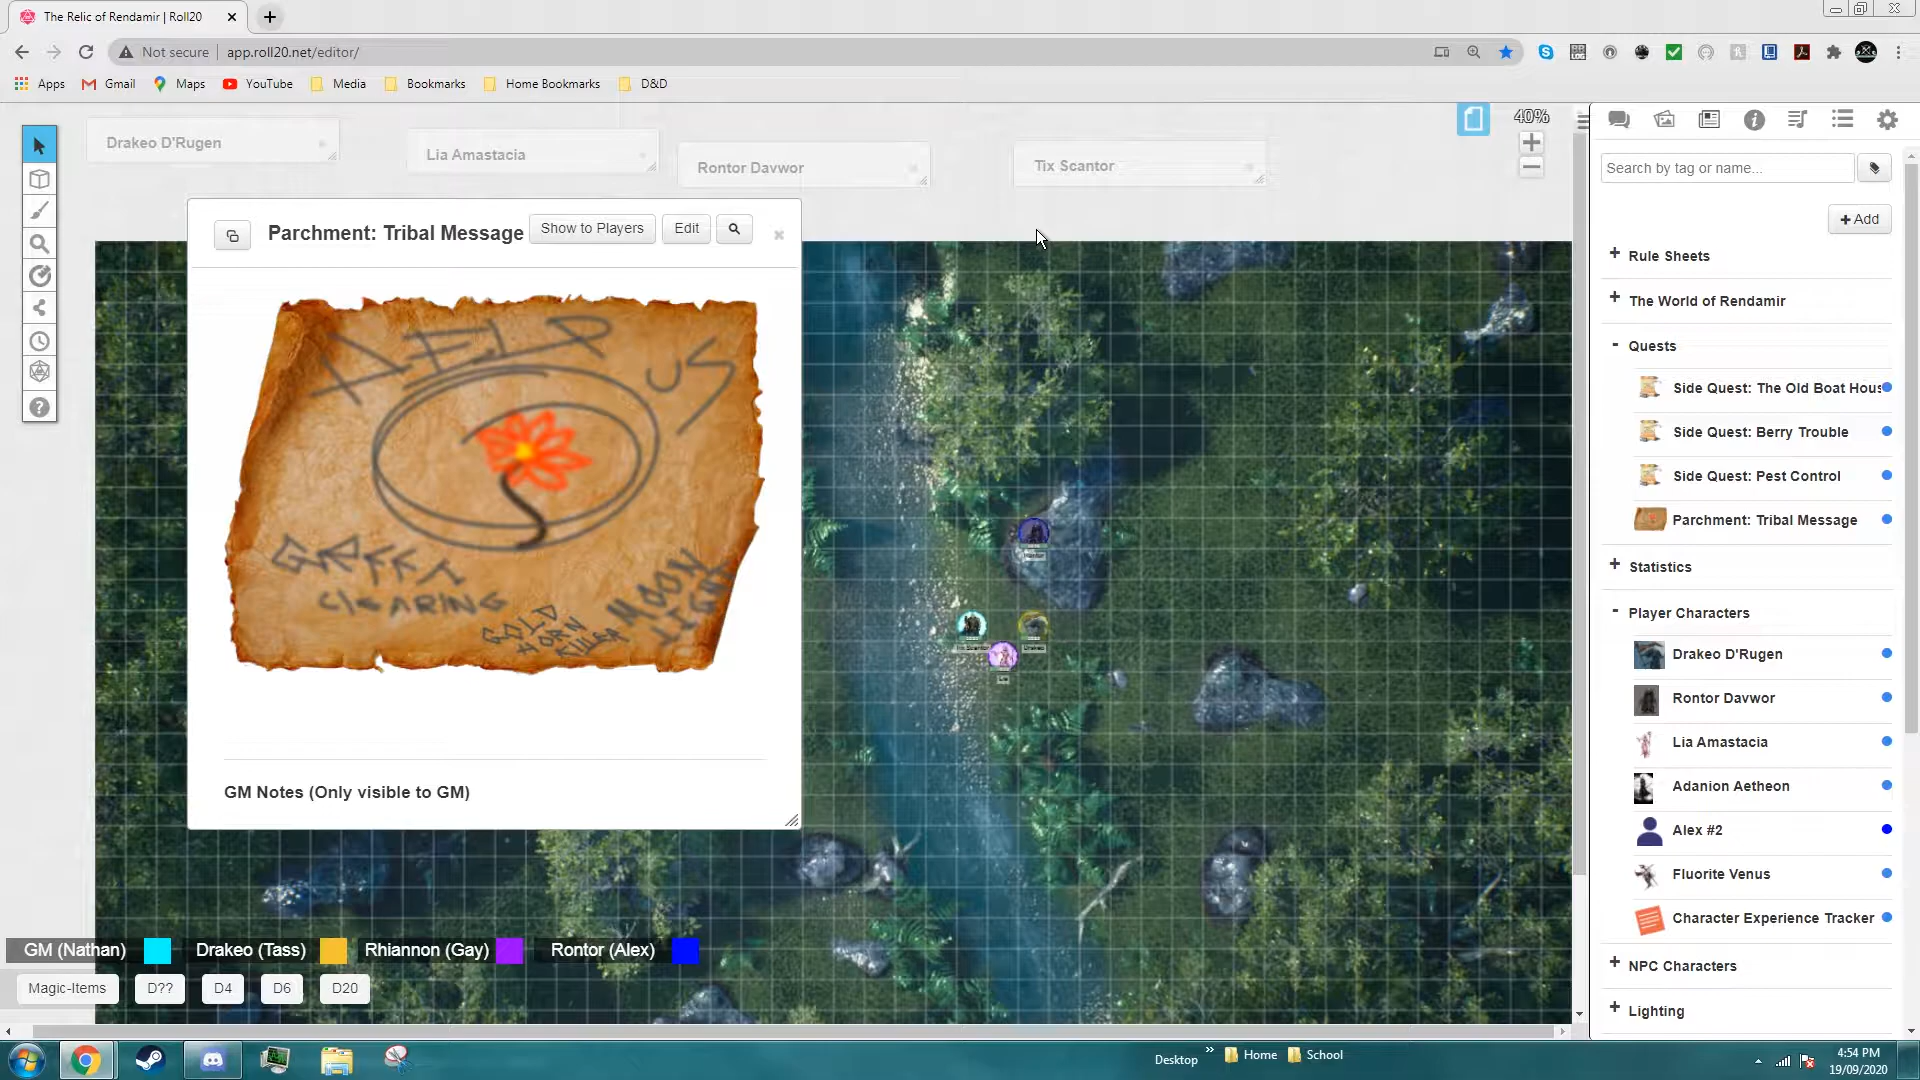 The Relic of Rendamir | Roll20
Not secure
app.roll20.net/editor/
Apps
Gmail
Maps
YouTube
Media
Bookmarks
Home Bookmarks
D&D
Drakeo D'Rugen
Lia Amastacia
Rontor Davwor
Tix Scantor
40%
Parchment: Tribal Message
Show to Players
Edit
HELP US
CLEARING
GOLD
HORN
KILLER
MOON
LIGHT
GM Notes (Only visible to GM)
GM (Nathan)
Drakeo (Tass)
Rhiannon (Gay)
Rontor (Alex)
Magic-Items
D??
D4
D6
D20
Search by tag or name...
+ Add
+ Rule Sheets
+ The World of Rendamir
- Quests
Side Quest: The Old Boat Hous
Side Quest: Berry Trouble
Side Quest: Pest Control
Parchment: Tribal Message
+ Statistics
- Player Characters
Drakeo D'Rugen
Rontor Davwor
Lia Amastacia
Adanion Aetheon
Alex #2
Fluorite Venus
Character Experience Tracker
+ NPC Characters
+ Lighting
Desktop
Home
School
4:54 PM
19/09/2020